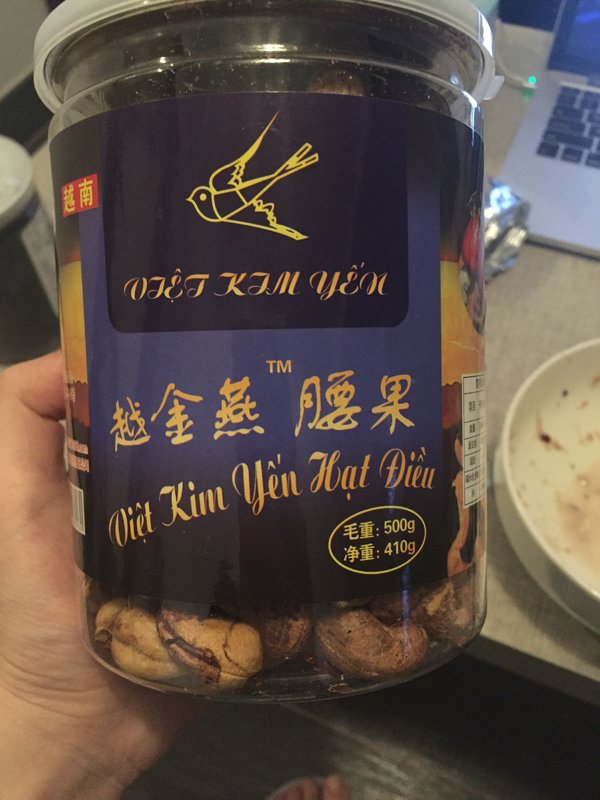 越南
VIỆT KIM YẾN
TM
越金燕 腰果
Việt Kim Yến Hạt Điều
毛重: 500g
净重: 410g